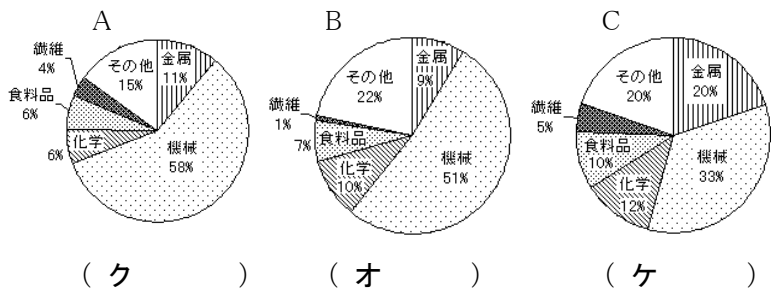 A
その他
15%
金属
11%
繊維
4%
食料品
6%
化学
6%
機械
58%
(ク)
B
その他
22%
金属
9%
繊維
1%
食料品
7%
化学
10%
機械
51%
(オ)
C
その他
20%
金属
20%
繊維
5%
食料品
10%
化学
12%
機械
33%
(ケ)